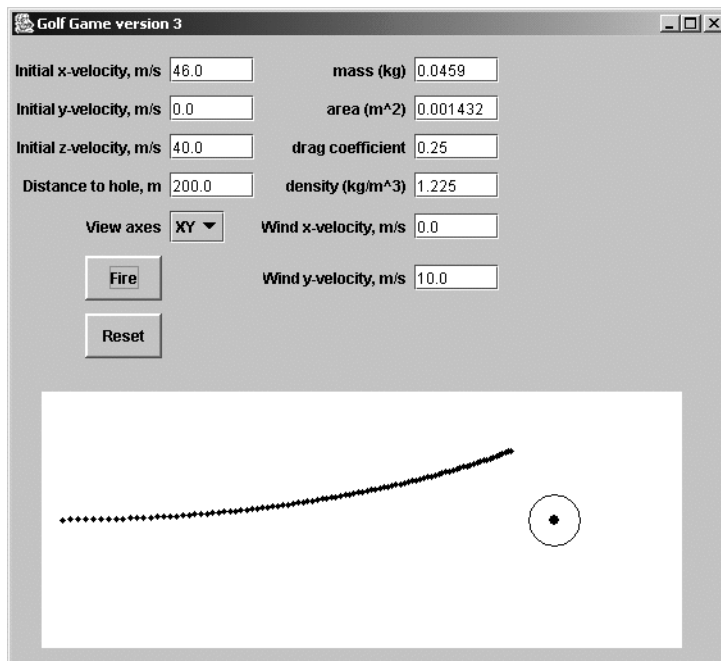 Golf Game version 3
Initial x-velocity, m/s 46.0 mass (kg) 0.0459
Initial y-velocity, m/s 0.0 area (m^2) 0.001432
Initial z-velocity, m/s 40.0 drag coefficient 0.25
Distance to hole, m 200.0 density (kg/m^3) 1.225
View axes XY Wind x-velocity, m/s 0.0
Fire Wind y-velocity, m/s 10.0
Reset